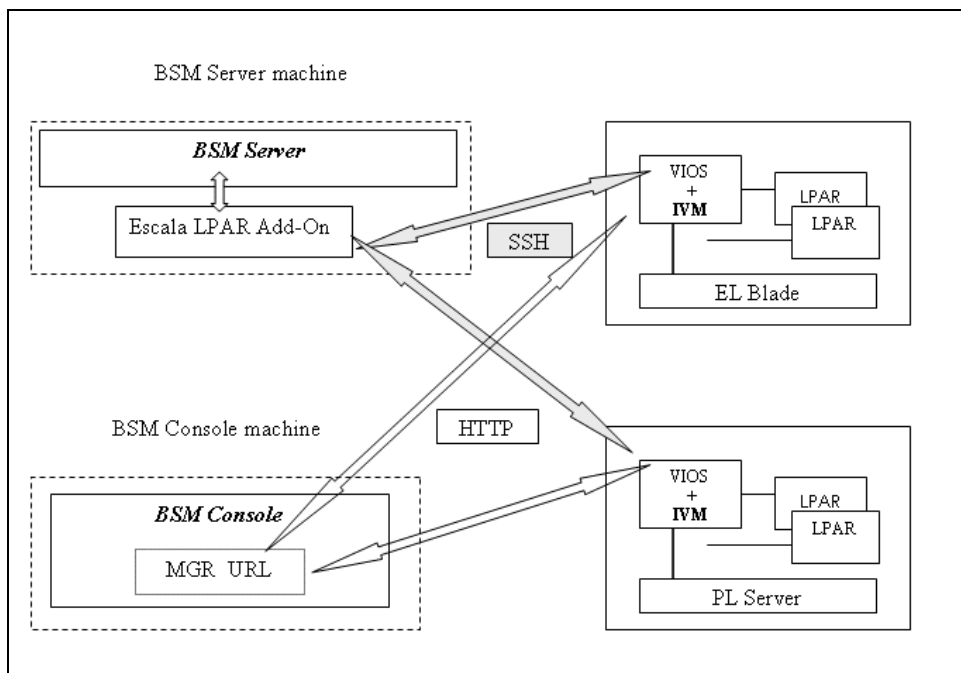 BSM Server machine
BSM Server
Escala LPAR Add-On
SSH
VIOS
+
IVM
LPAR
LPAR
EL Blade
BSM Console machine
HTTP
BSM Console
MGR URL
VIOS
+
IVM
LPAR
LPAR
PL Server